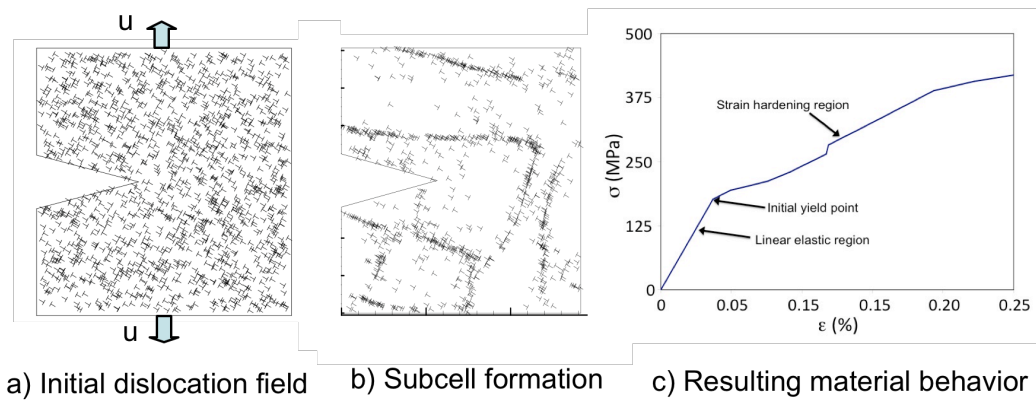 u
u
a) Initial dislocation field
b) Subcell formation
500
375
250
125
0
σ (MPa)
Strain hardening region
Initial yield point
Linear elastic region
0 0.05 0.12 0.15 0.20 0.25
ε (%)
c) Resulting material behavior